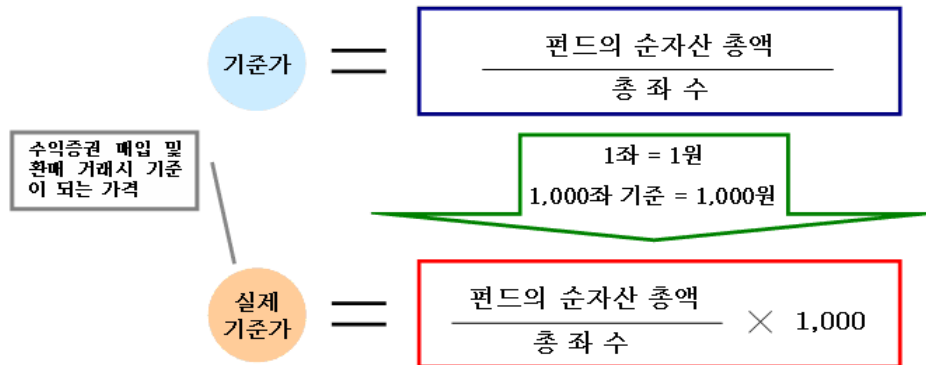 기준가
펀드의 순자산 총액
총 좌 수
수익증권 매입 및
환매 거래시 기준
이 되는 가격
1좌 = 1원
1,000좌 기준 = 1,000원
실제
기준가
펀드의 순자산 총액
총 좌 수
× 1,000